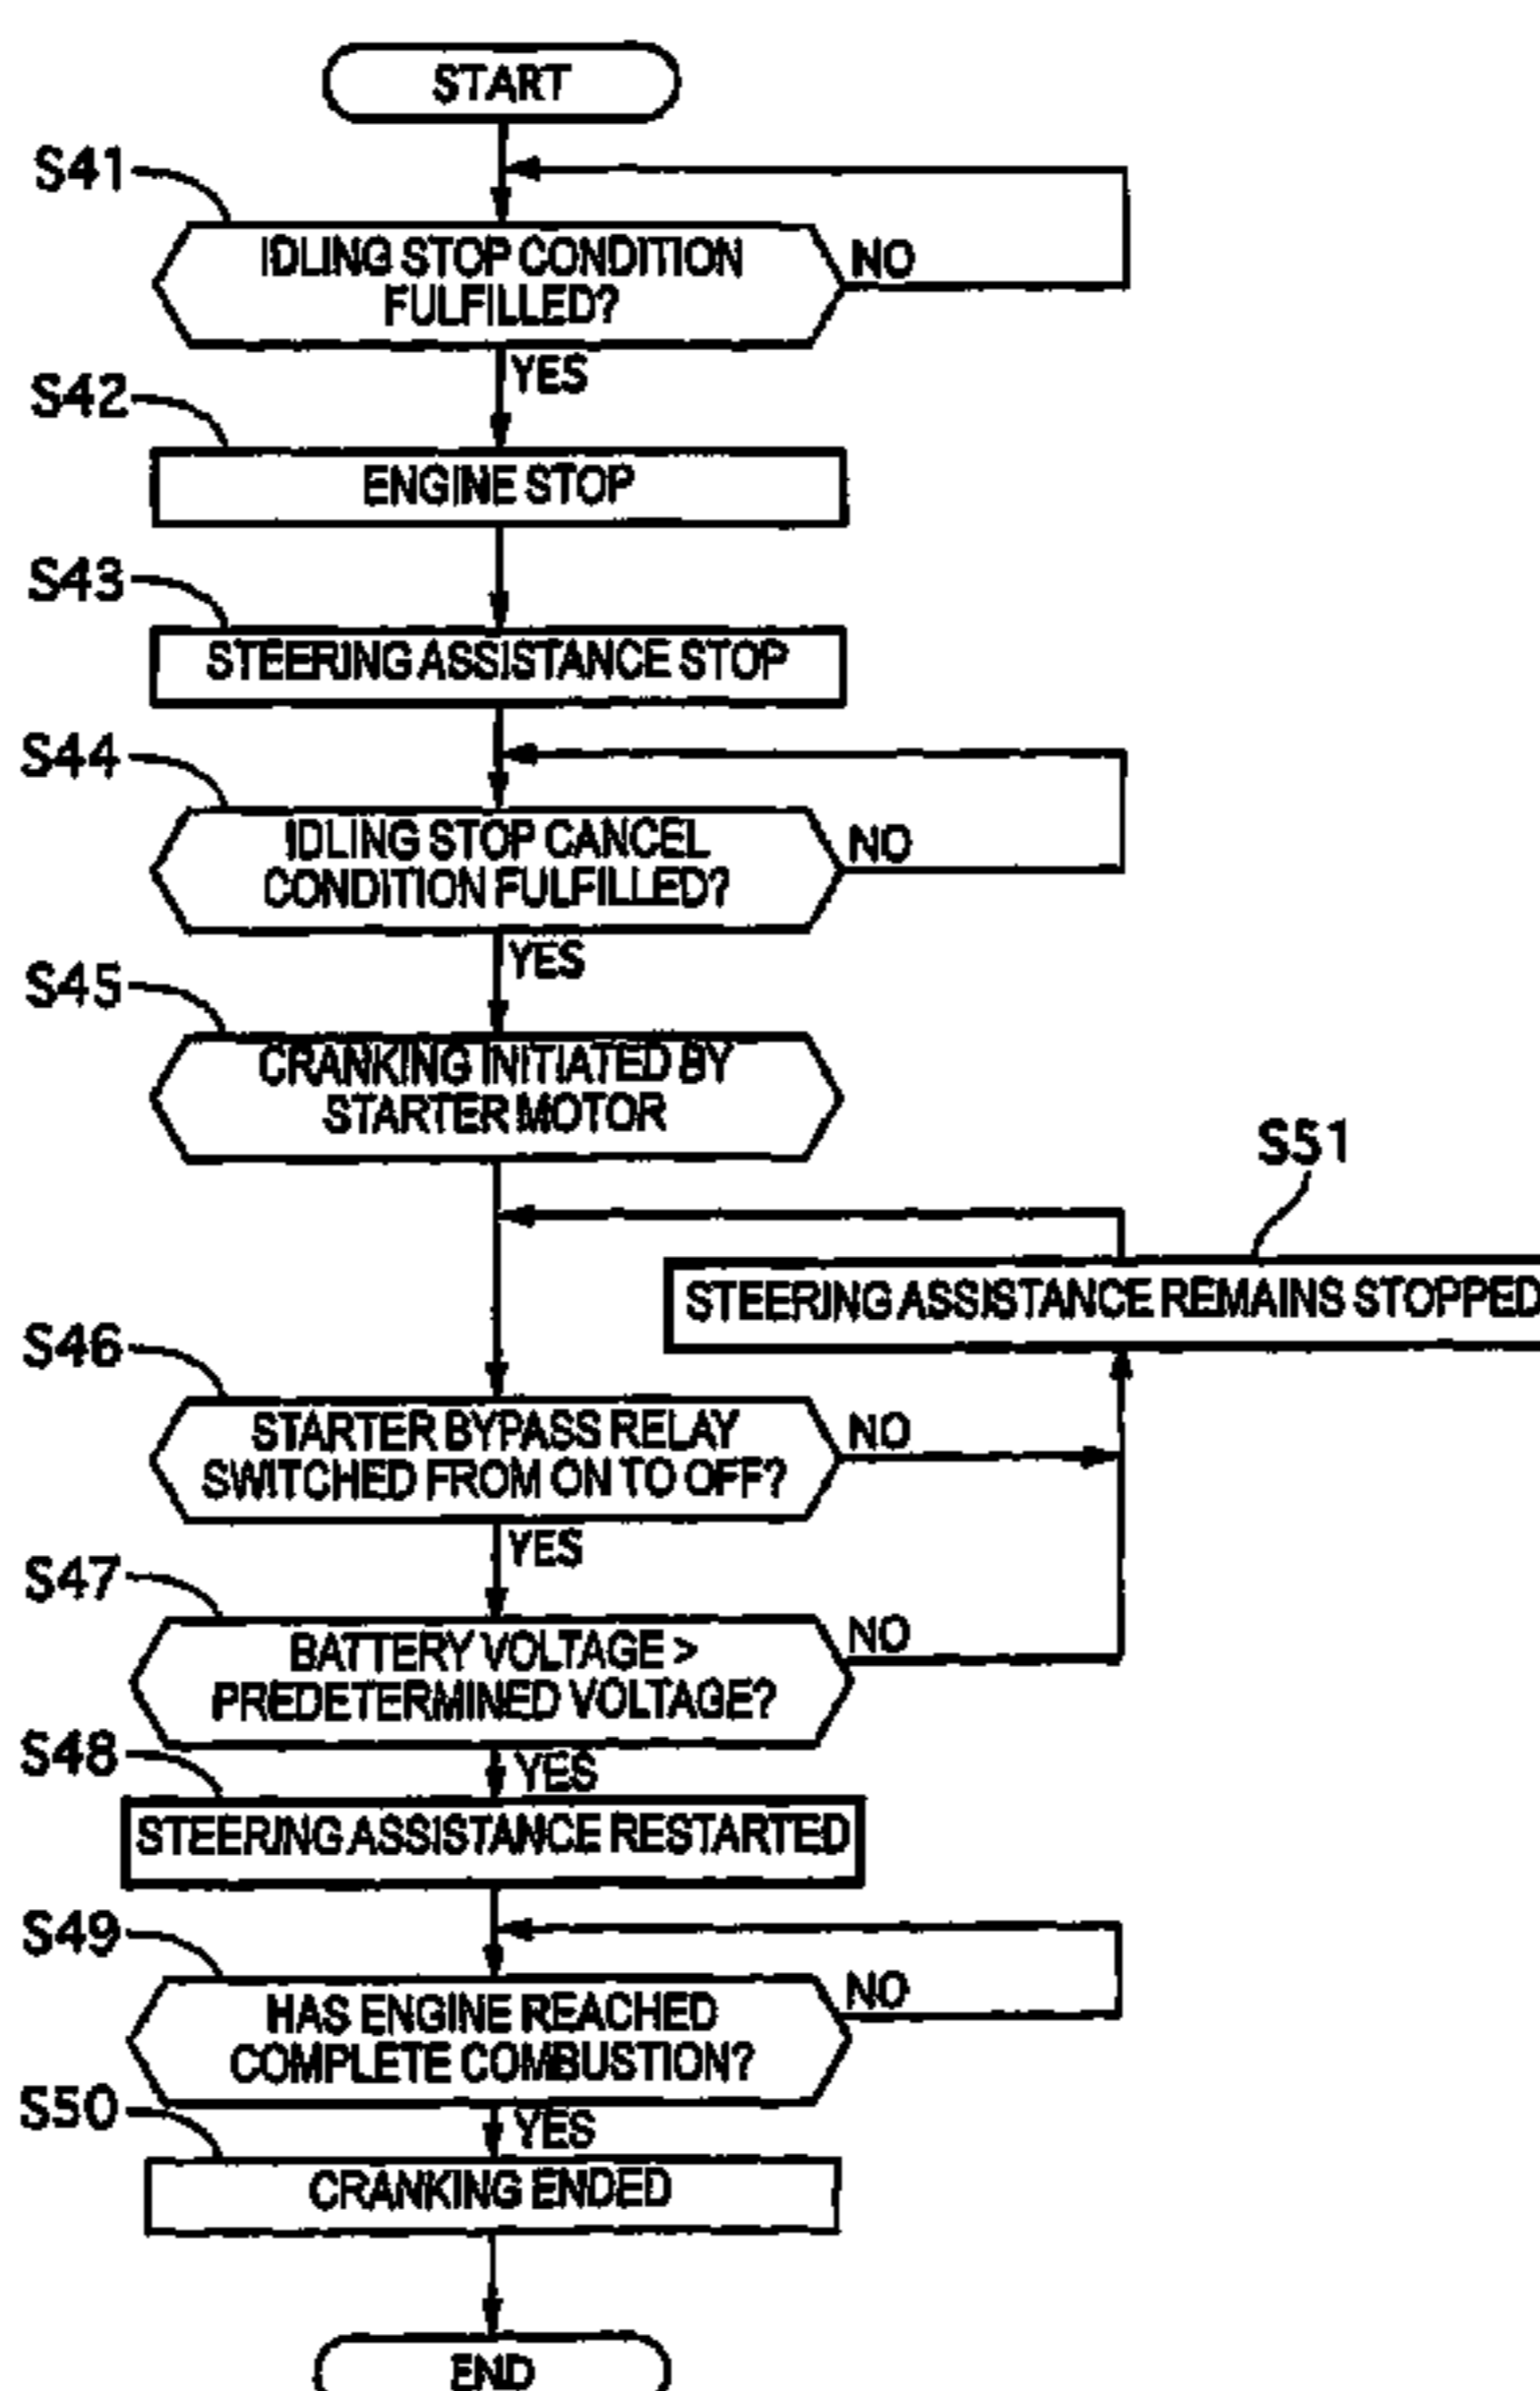 START
S41
IDLING STOP CONDITION
FULFILLED?
NO
YES
S42
ENGINE STOP
S43
STEERING ASSISTANCE STOP
S44
IDLING STOP CANCEL
CONDITION FULFILLED?
NO
YES
S45
CRANKING INITIATED BY
STARTER MOTOR
S51
STEERING ASSISTANCE REMAINS STOPPED
S46
STARTER BYPASS RELAY
SWITCHED FROM ON TO OFF?
NO
YES
S47
BATTERY VOLTAGE >
PREDETERMINED VOLTAGE?
NO
YES
S48
STEERING ASSISTANCE RESTARTED
S49
HAS ENGINE REACHED
COMPLETE COMBUSTION?
NO
YES
S50
CRANKING ENDED
END